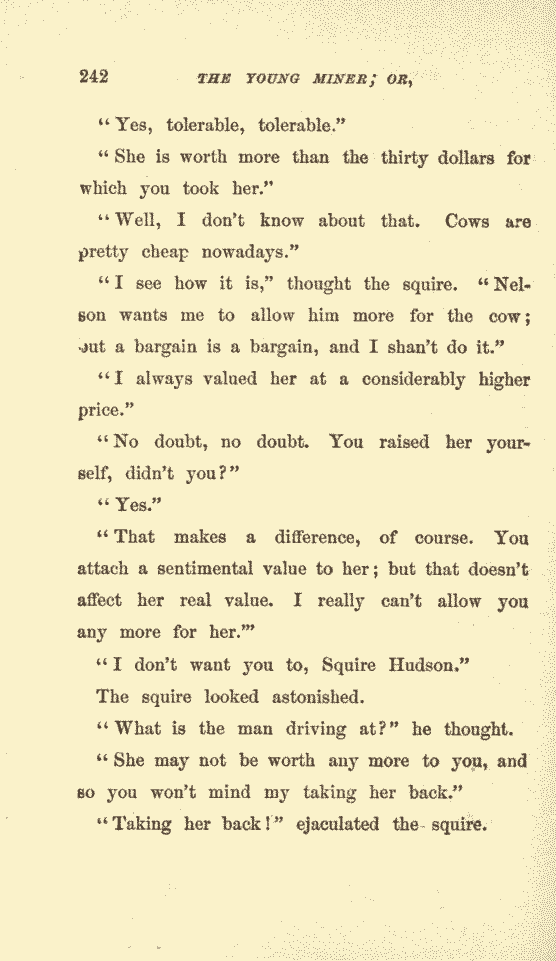 242 THE YOUNG MINER; OR,
“Yes, tolerable, tolerable.”
“She is worth more than the thirty dollars for
which you took her.”
“Well, I don’t know about that. Cows are
pretty cheap nowadays.”
“I see how it is,” thought the squire. “Nel-
son wants me to allow him more for the cow;
but a bargain is a bargain, and I shan’t do it.”
“I always valued her at a considerably higher
price.”
“No doubt, no doubt. You raised her your-
self, didn’t you?”
“Yes.”
“That makes a difference, of course. You
attach a sentimental value to her; but that doesn’t
affect her real value. I really can’t allow you
any more for her.’”
“I don’t want you to, Squire Hudson.”
The squire looked astonished.
“What is the man driving at?” he thought.
“She may not be worth any more to you, and
so you won’t mind my taking her back.”
“Taking her back!” ejaculated the squire.